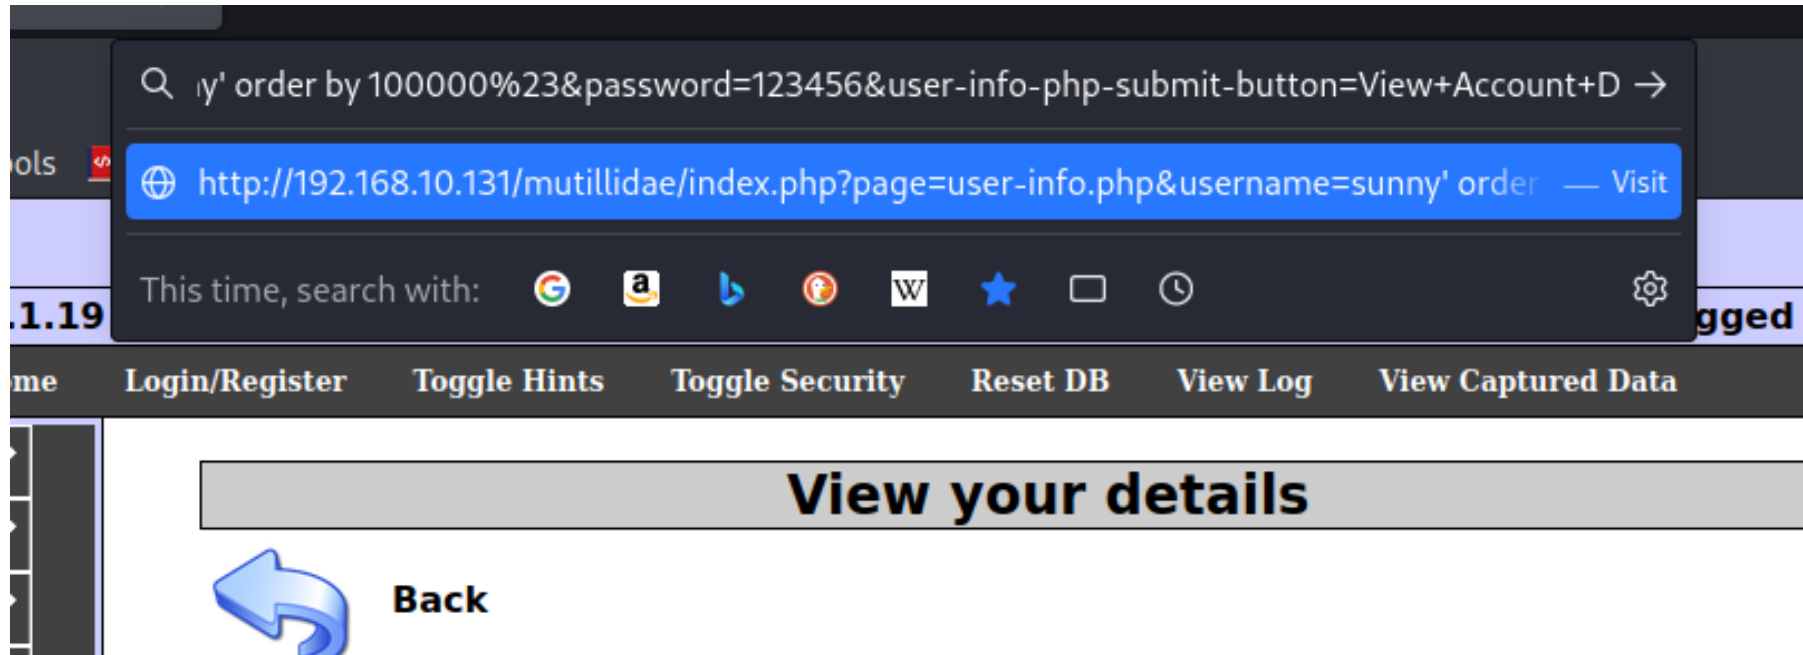 y' order by 100000%23&password=123456&user-info-php-submit-button=View+Account+D
ools
http://192.168.10.131/mutillidae/index.php?page=user-info.php&username=sunny' order — Visit
This time, search with:
.1.19
gged
me Login/Register Toggle Hints Toggle Security Reset DB View Log View Captured Data
View your details
Back